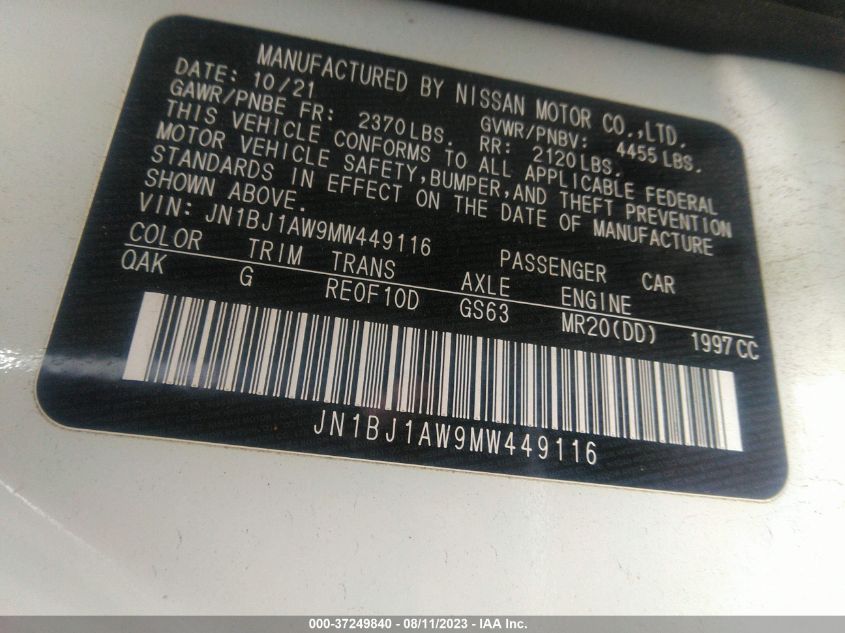 MANUFACTURED BY NISSAN MOTOR CO.,LTD.
DATE: 10/21 GVWR/PNBV: 4455LBS.
GAWR/PNBE FR: 2370LBS. RR: 2120LBS.
THIS VEHICLE CONFORMS TO ALL APPLICABLE FEDERAL
MOTOR VEHICLE SAFETY,BUMPER,AND THEFT PREVENTION
STANDARDS IN EFFECT ON THE DATE OF MANUFACTURE
SHOWN ABOVE.
VIN: JN1BJ1AW9MW449116 PASSENGER CAR
COLOR TRIM TRANS AXLE ENGINE
QAK G RE0F10D GS63 MR20(DD) 1997CC
JN1BJ1AW9MW449116
000-37249840 - 08/11/2023 - IAA Inc.